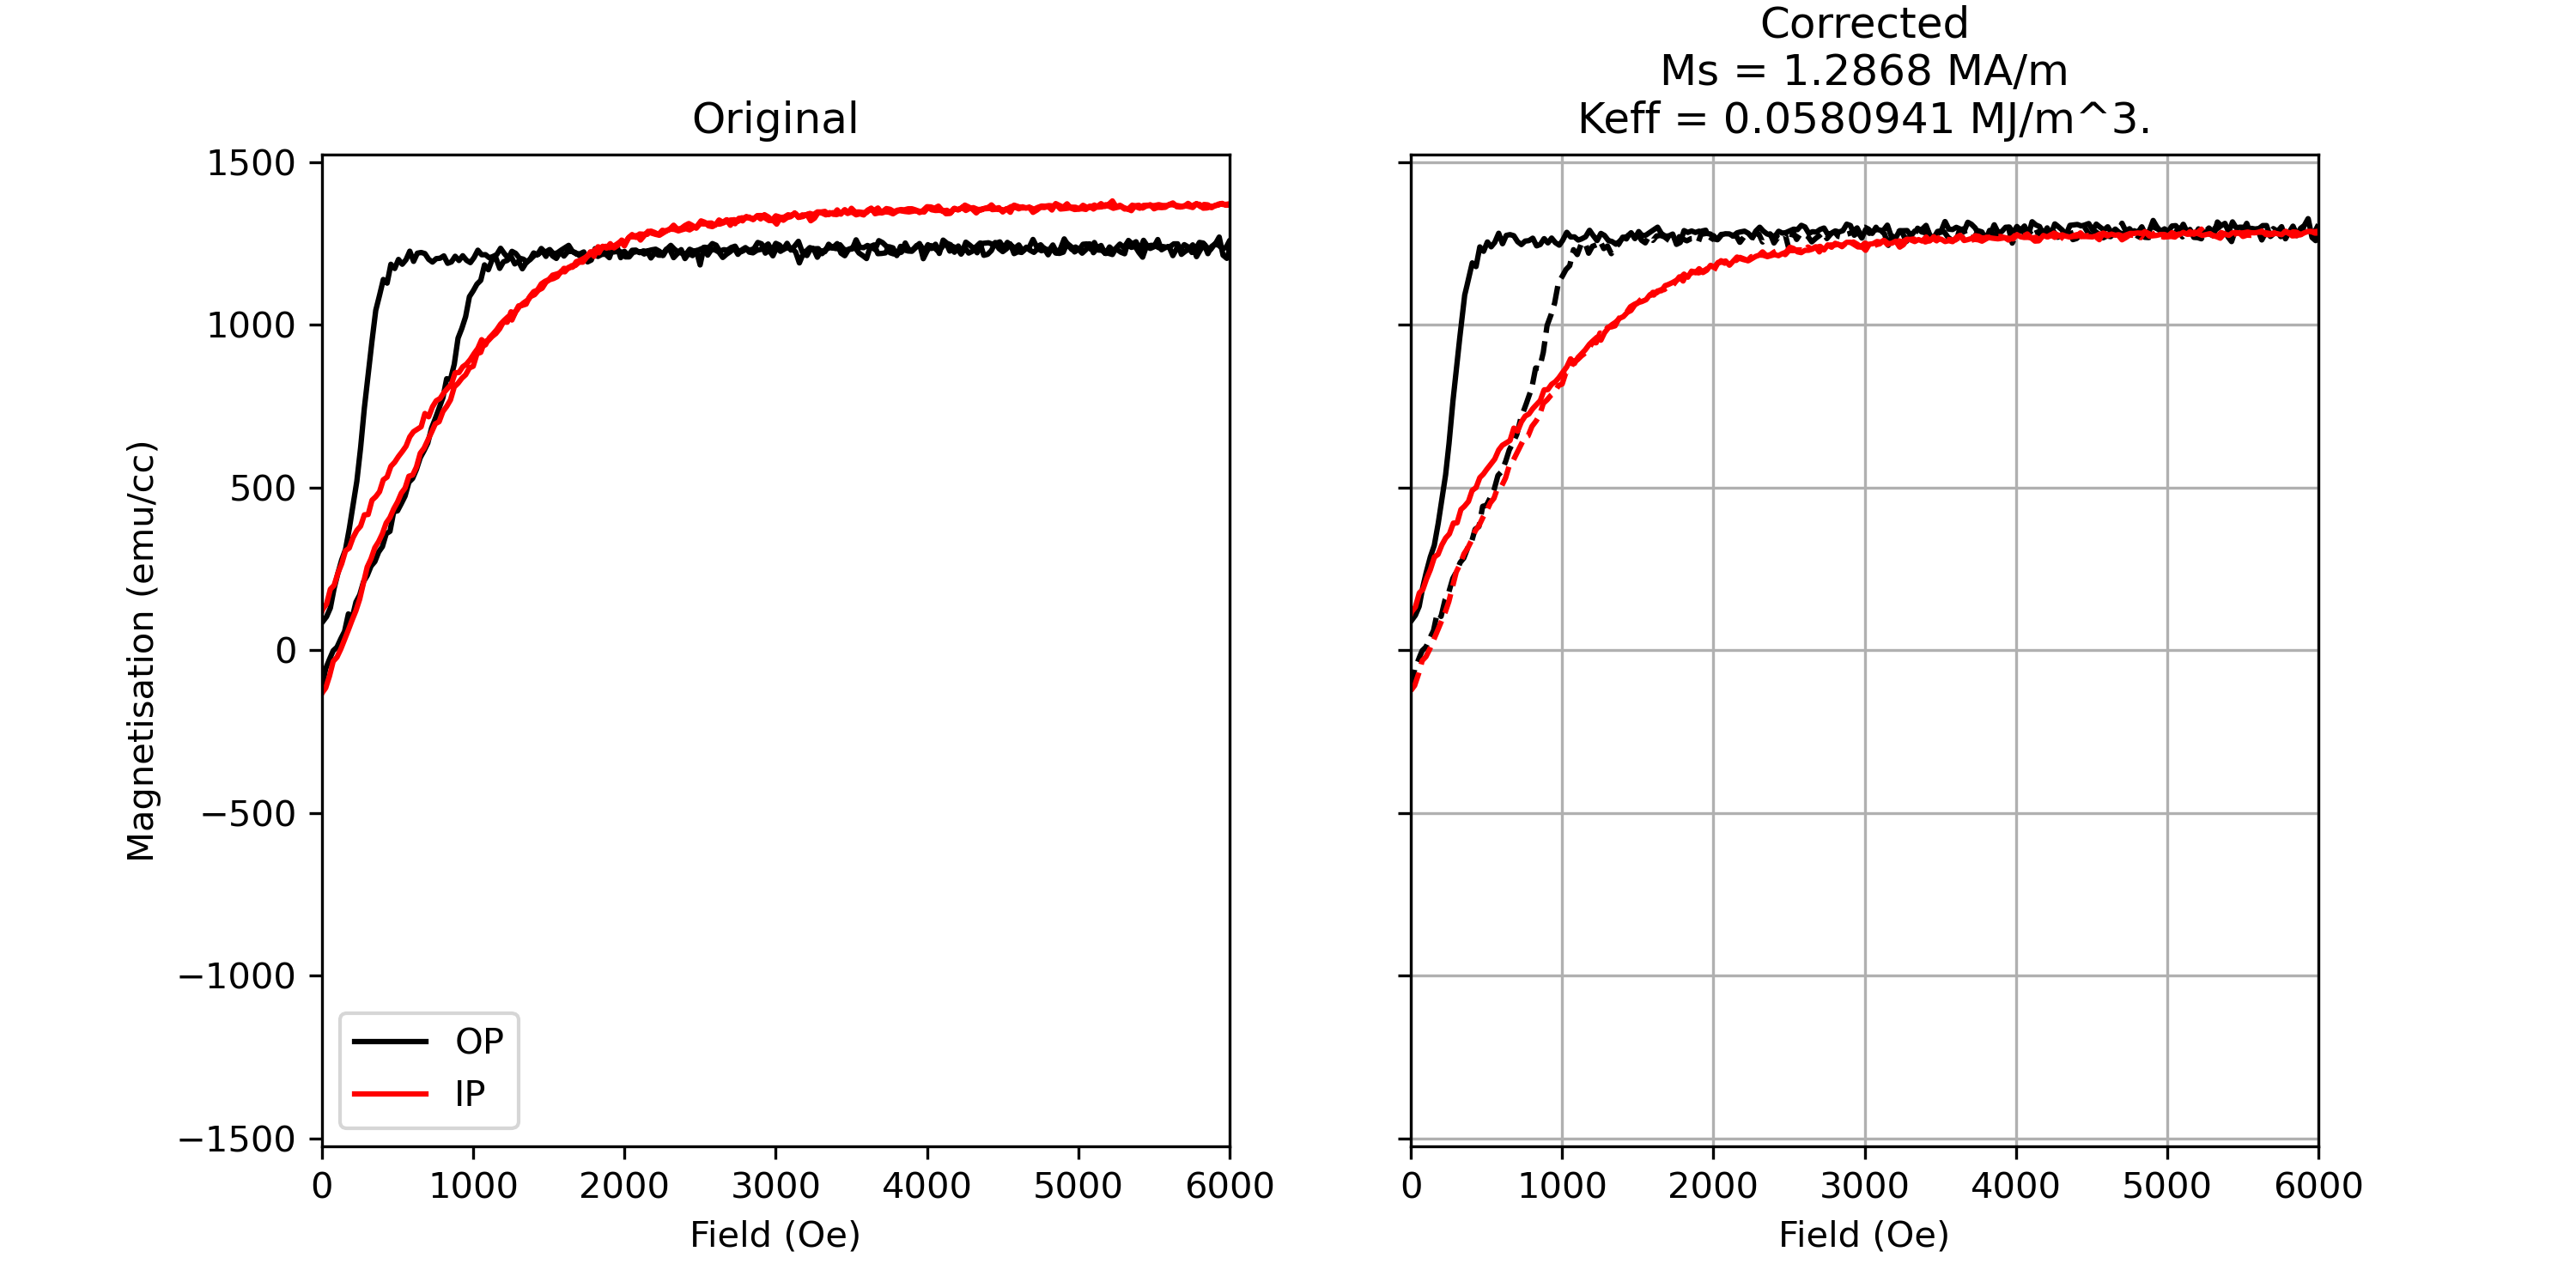 Original
1500
1000
500
0
−500
−1000
−1500
Magnetisation (emu/cc)
OP
IP
0 1000 2000 3000 4000 5000 6000
Field (Oe)
Corrected
Ms = 1.2868 MA/m
Keff = 0.0580941 MJ/m^3.
0 1000 2000 3000 4000 5000 6000
Field (Oe)